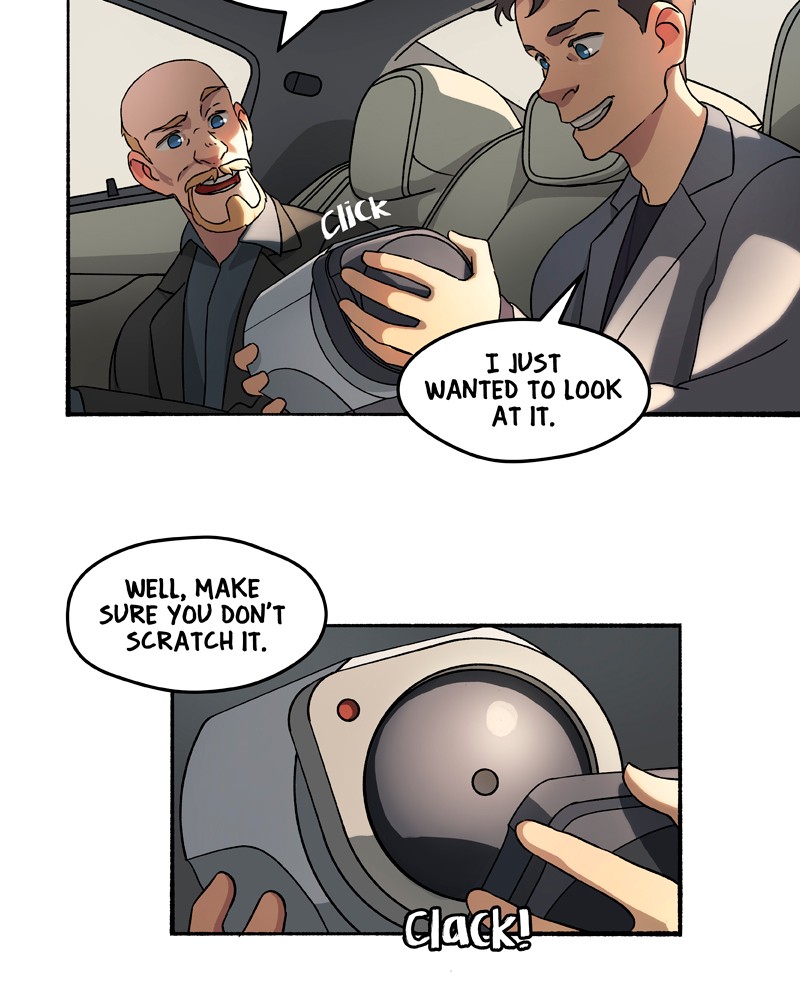 Click
I JUST
WANTED TO LOOK
AT IT.
WELL, MAKE
SURE YOU DON'T
SCRATCH IT.
Clack!